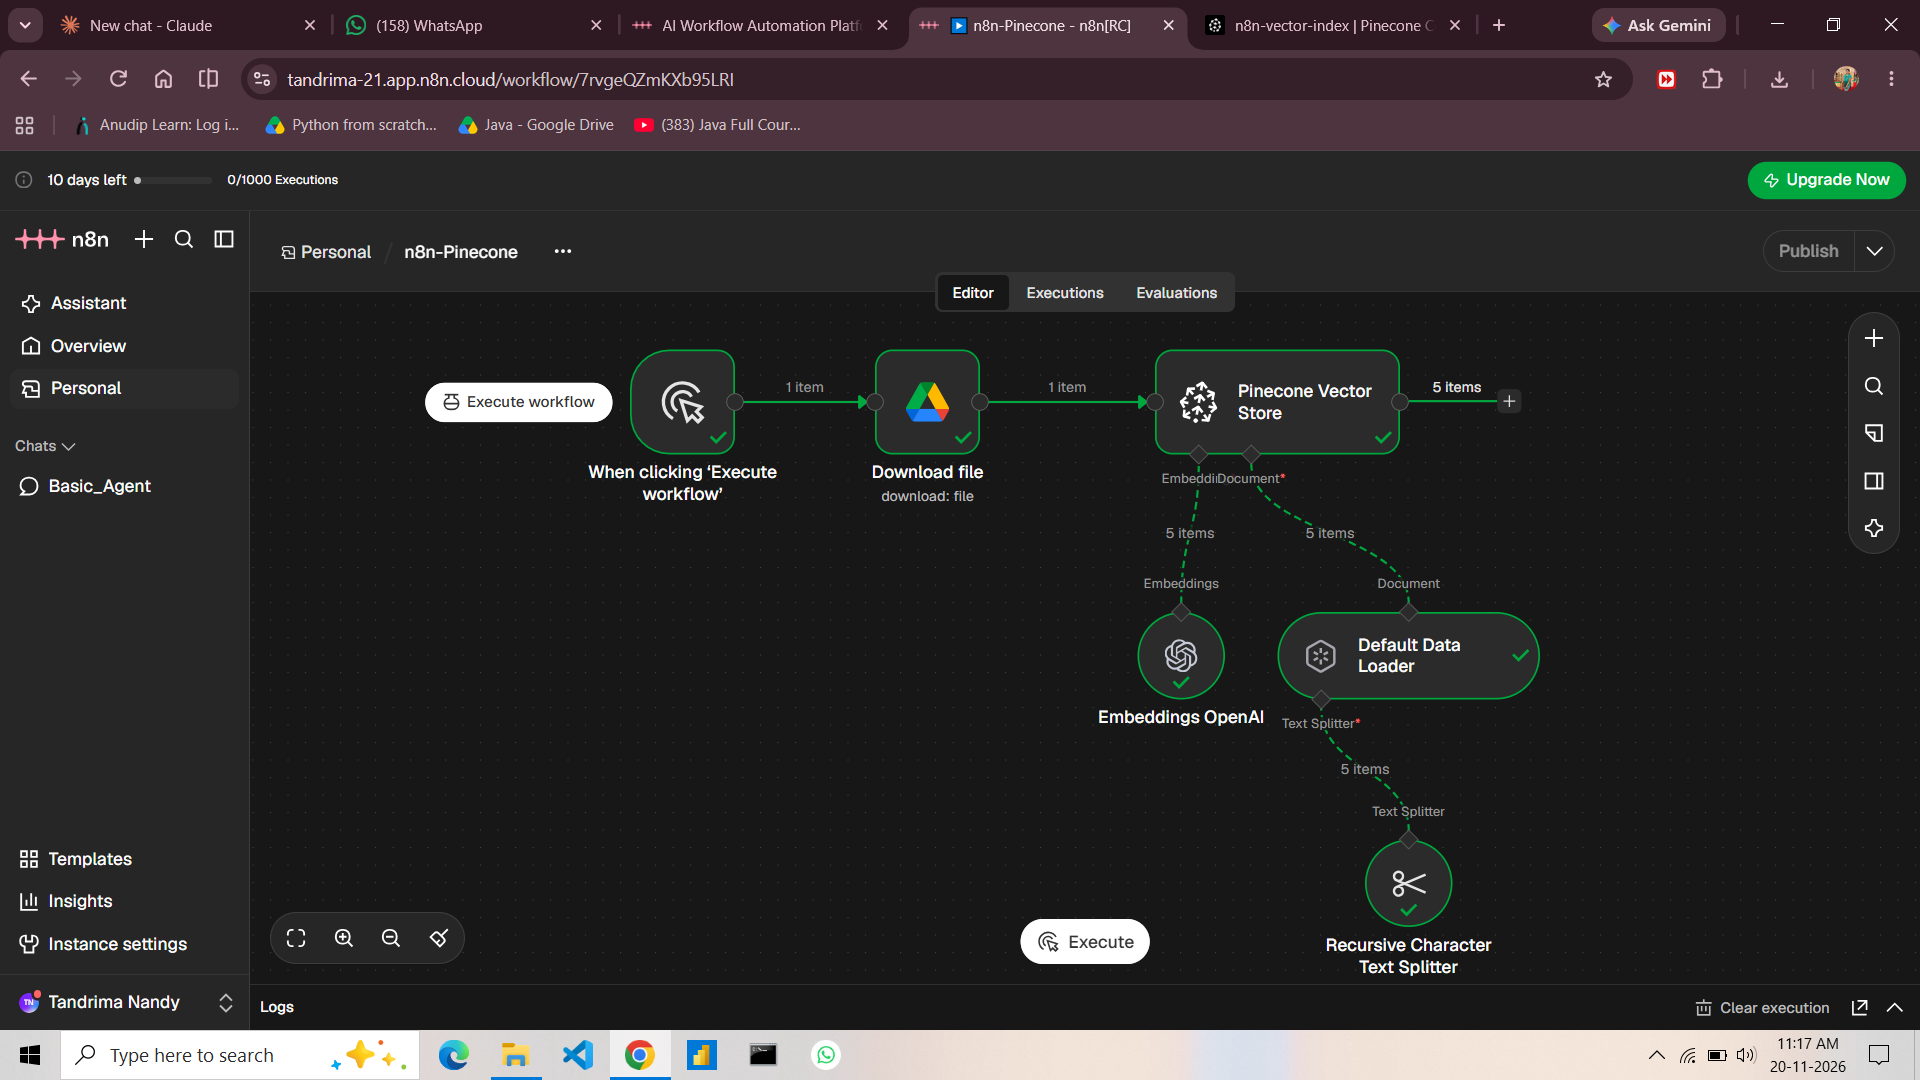 New chat - Claude
(158) WhatsApp
AI Workflow Automation Platf
n8n-Pinecone - n8n[RC]
n8n-vector-index | Pinecone C
Ask Gemini
tandrima-21.app.n8n.cloud/workflow/7rvgeQZmKXb95LRI
Anudip Learn: Log i...
Python from scratch...
Java - Google Drive
(383) Java Full Cour...
10 days left
0/1000 Executions
Upgrade Now
n8n
Personal / n8n-Pinecone
Publish
Editor
Executions
Evaluations
Assistant
Overview
Personal
Chats
Basic_Agent
Templates
Insights
Instance settings
TN
Tandrima Nandy
Execute workflow
When clicking ‘Execute
workflow’
1 item
Download file
download: file
1 item
Pinecone Vector
Store
5 items
Embeddi
Document*
5 items
5 items
Embeddings
Document
Embeddings OpenAI
Default Data
Loader
Text Splitter*
5 items
Text Splitter
Recursive Character
Text Splitter
Execute
Logs
Clear execution
Type here to search
11:17 AM
20-11-2026